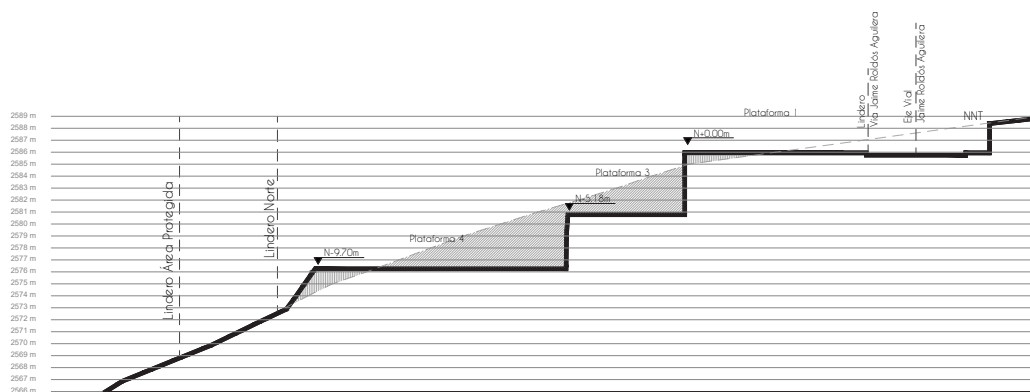 Lindero
Vía Jaime Roldós Aguilera
Eje Vial
Jaime Roldós Aguilera
Plataforma 1
NNT
N+0.00m
Plataforma 3
N-5.18m
Plataforma 4
N-9.70m
Lindero Norte
Lindero Área Protegida
2589 m
2588 m
2587 m
2586 m
2585 m
2584 m
2583 m
2582 m
2581 m
2580 m
2579 m
2578 m
2577 m
2576 m
2575 m
2574 m
2573 m
2571 m
2571 m
2570 m
2569 m
2568 m
2567 m
2566 m